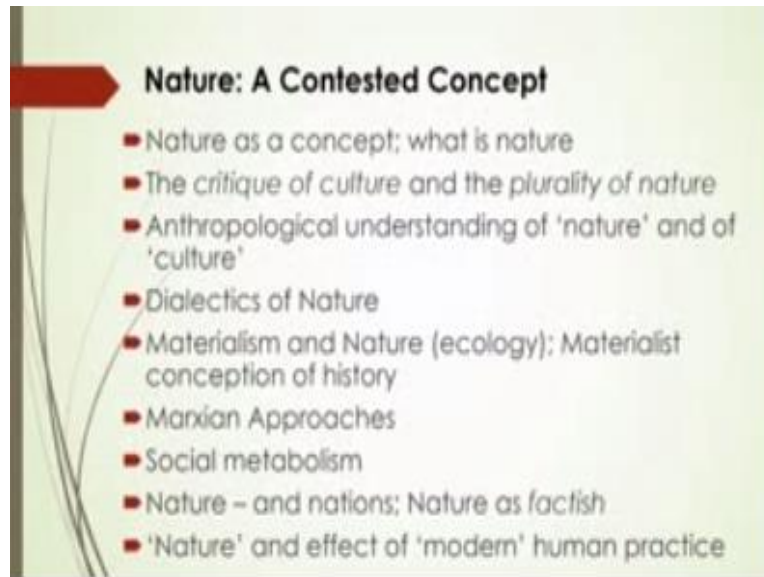 Nature: A Contested Concept
Nature as a concept; what is nature
The critique of culture and the plurality of nature
Anthropological understanding of 'nature' and of
'culture'
Dialectics of Nature
Materialism and Nature (ecology); Materialist
conception of history
Marxian Approaches
Social metabolism
Nature – and nations; Nature as factish
'Nature' and effect of 'modern' human practice